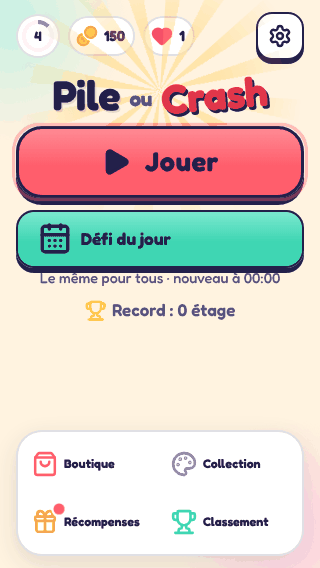 4 150 1
Pile ou Crash
Jouer
Défi du jour
Le même pour tous · nouveau à 00:00
Record : 0 étage
Boutique Collection
Récompenses Classement